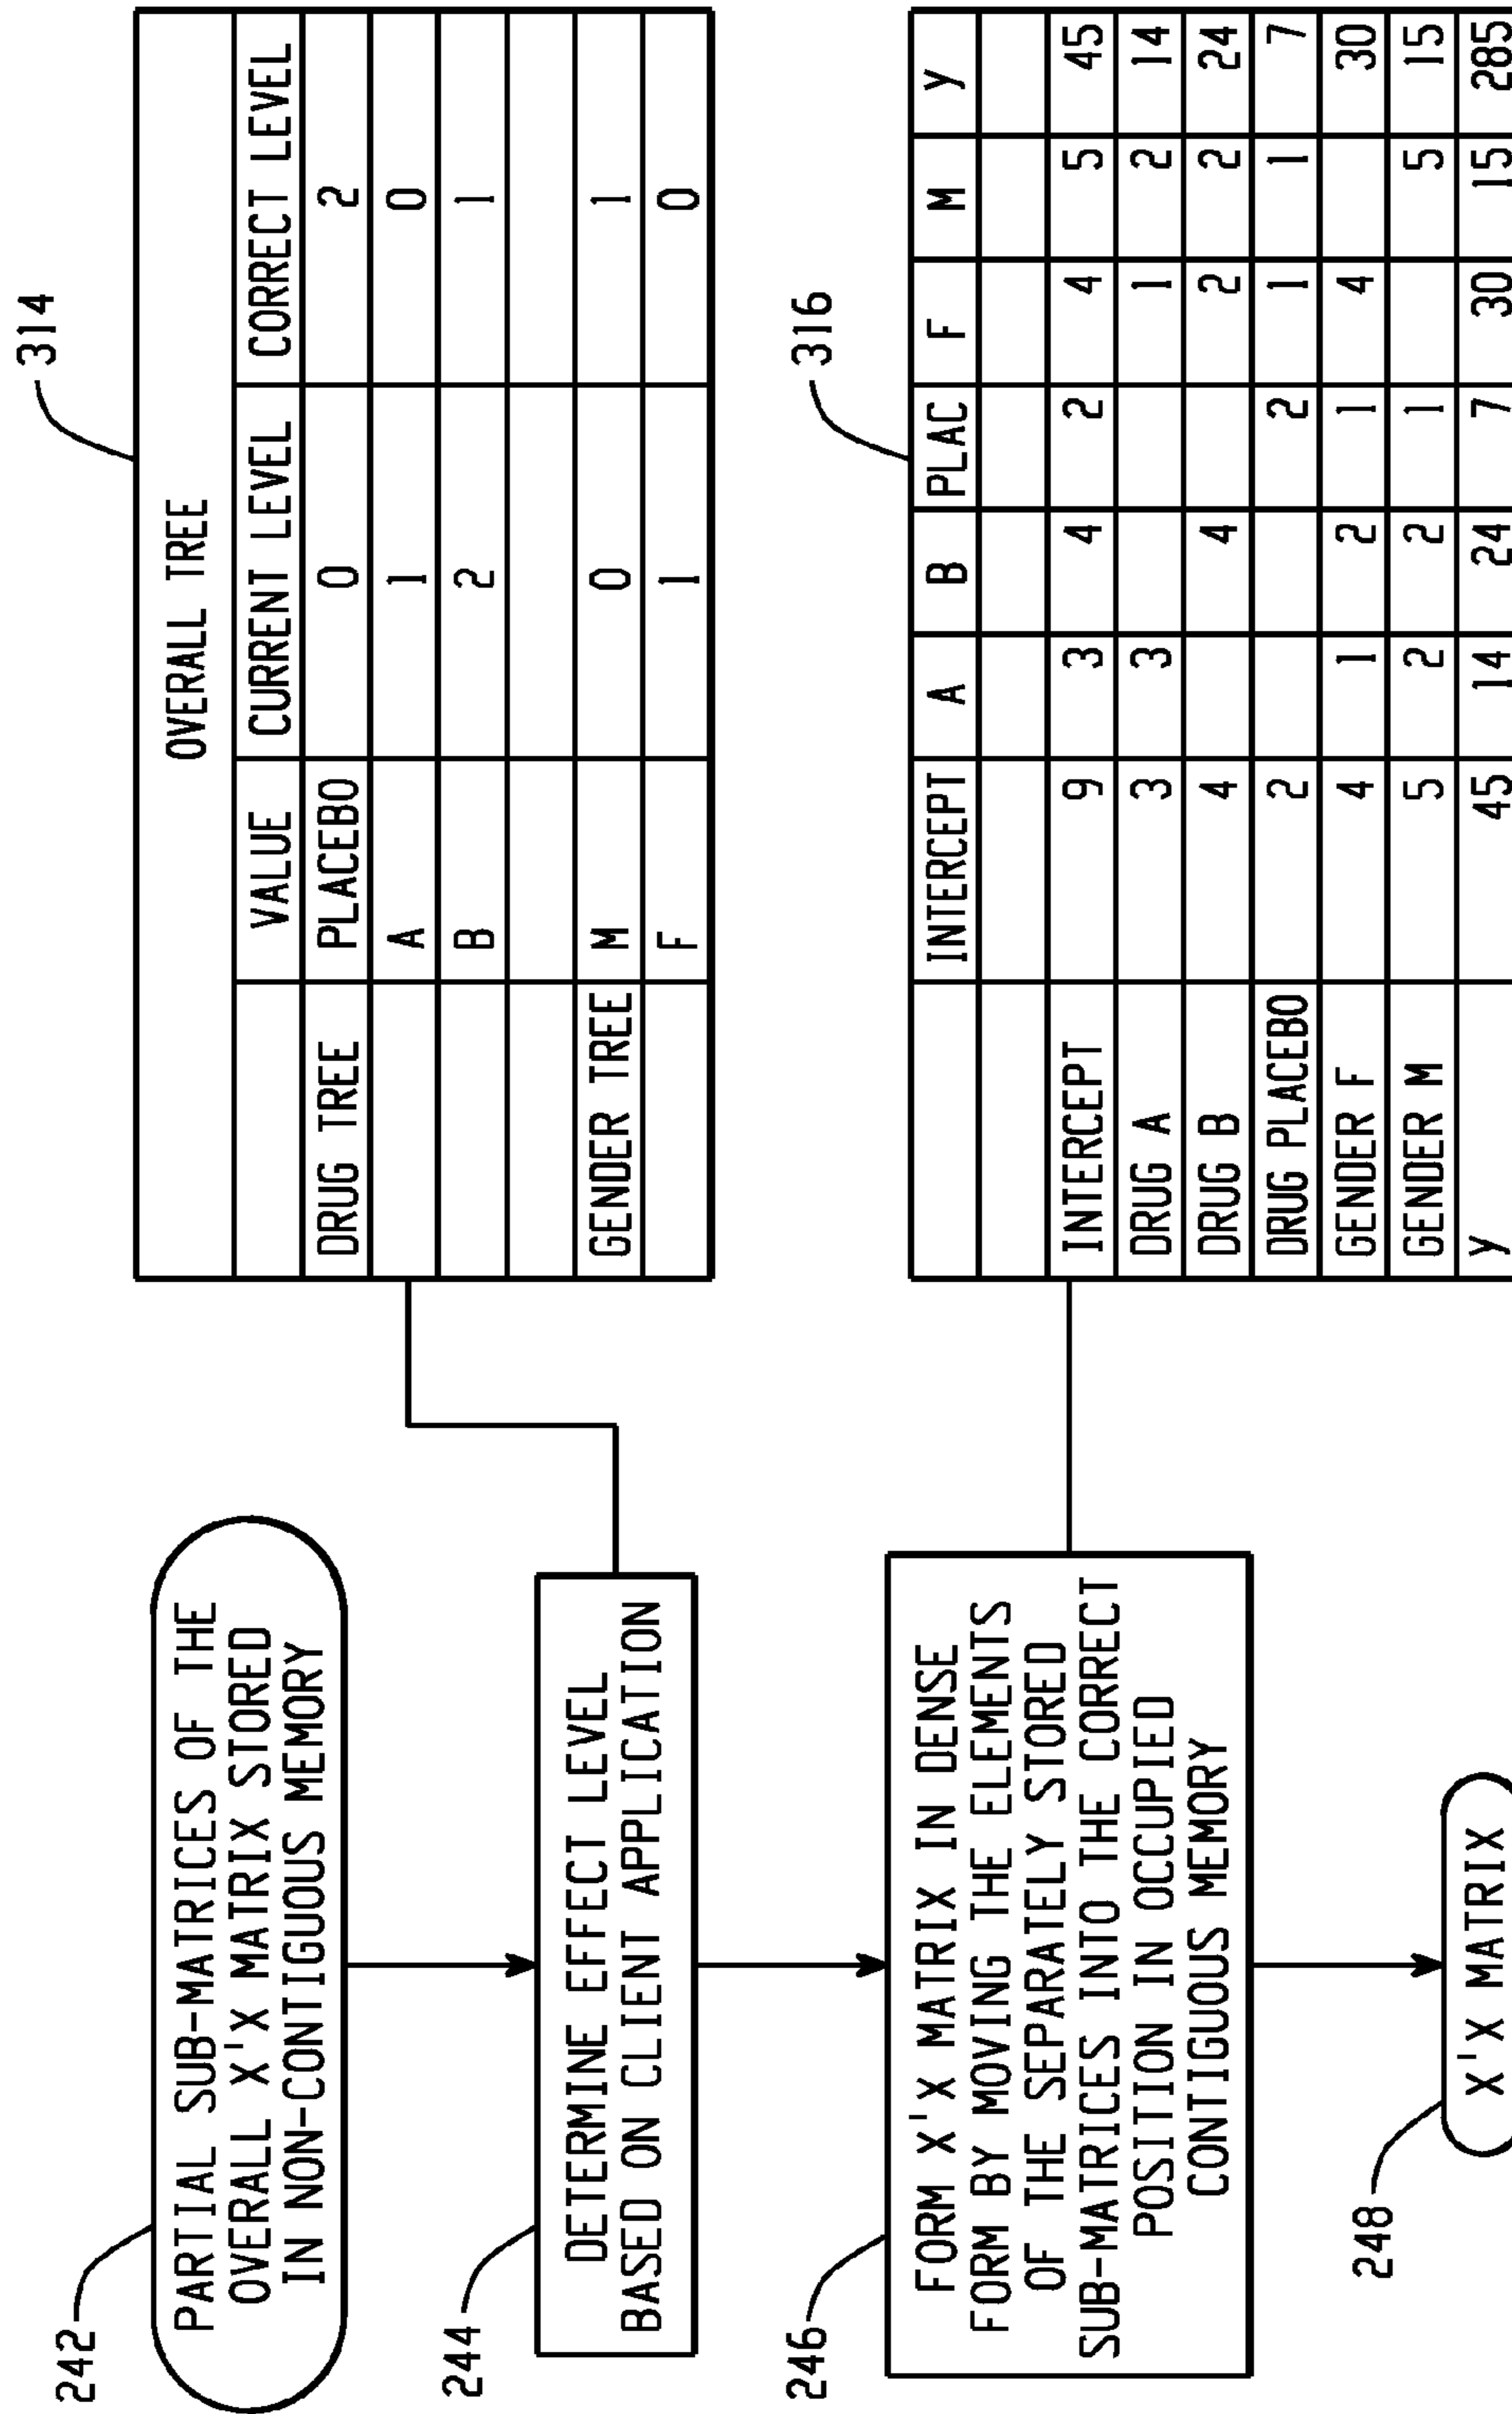 242
PARTIAL SUB-MATRICES OF THE
OVERALL X'X MATRIX STORED
IN NON-CONTIGUOUS MEMORY
244
DETERMINE EFFECT LEVEL
BASED ON CLIENT APPLICATION
246
FORM X'X MATRIX IN DENSE
FORM BY MOVING THE ELEMENTS
OF THE SEPARATELY STORED
SUB-MATRICES INTO THE CORRECT
POSITION IN OCCUPIED
CONTIGUOUS MEMORY
248
X'X MATRIX
314
OVERALL TREE
VALUE CURRENT LEVEL CORRECT LEVEL
DRUG TREE PLACEBO 0 2
A 1 0
B 2 1
GENDER TREE M 0 1
F 1 0
316
INTERCEPT A B PLAC F M y
INTERCEPT 9 3 4 2 4 5 45
DRUG A 3 3 1 2 14
DRUG B 4 4 2 2 24
DRUG PLACEBO 2 2 1 1 7
GENDER F 4 1 2 1 4 30
GENDER M 5 2 2 1 5 15
y 45 14 24 7 30 15 285